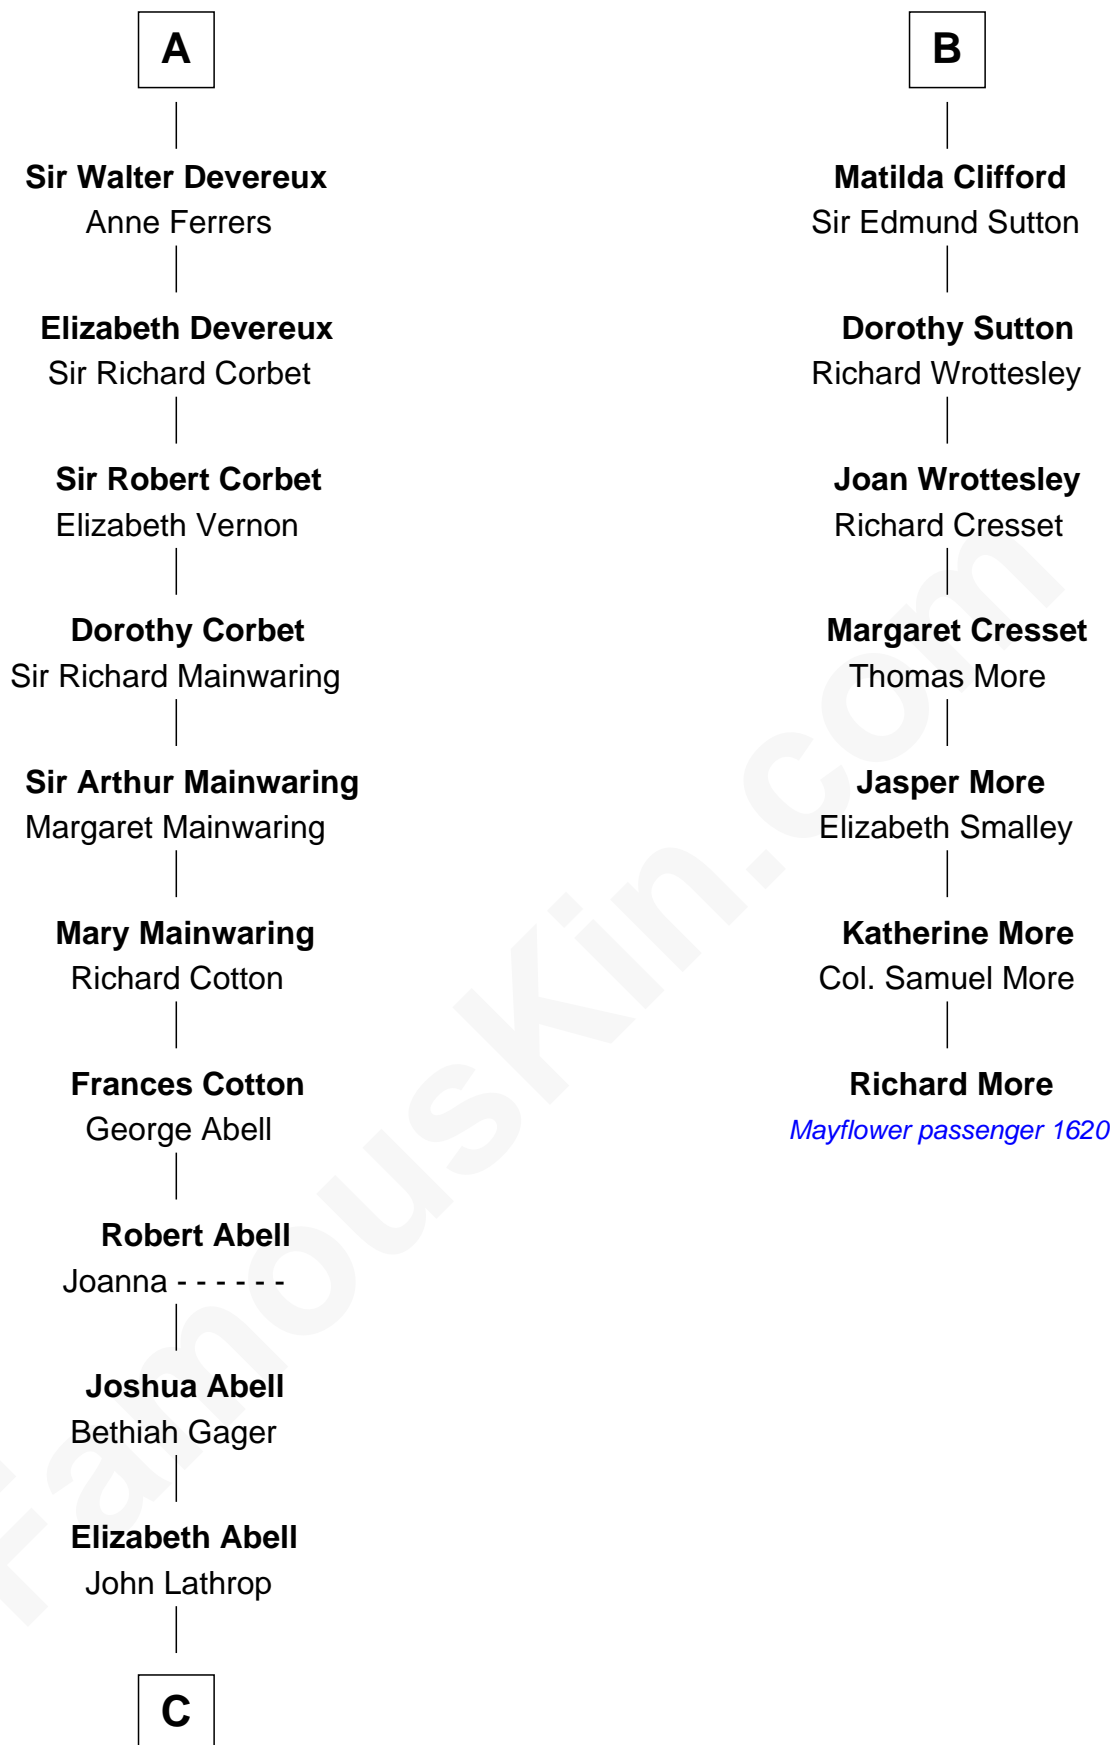 A
Sir Walter Devereux
Anne Ferrers
Elizabeth Devereux
Sir Richard Corbet
Sir Robert Corbet
Elizabeth Vernon
Dorothy Corbet
Sir Richard Mainwaring
Sir Arthur Mainwaring
Margaret Mainwaring
Mary Mainwaring
Richard Cotton
Frances Cotton
George Abell
Robert Abell
Joanna - - - - - -
Joshua Abell
Bethiah Gager
Elizabeth Abell
John Lathrop
C
B
Matilda Clifford
Sir Edmund Sutton
Dorothy Sutton
Richard Wrottesley
Joan Wrottesley
Richard Cresset
Margaret Cresset
Thomas More
Jasper More
Elizabeth Smalley
Katherine More
Col. Samuel More
Richard More
Mayflower passenger 1620
FamousKin.com